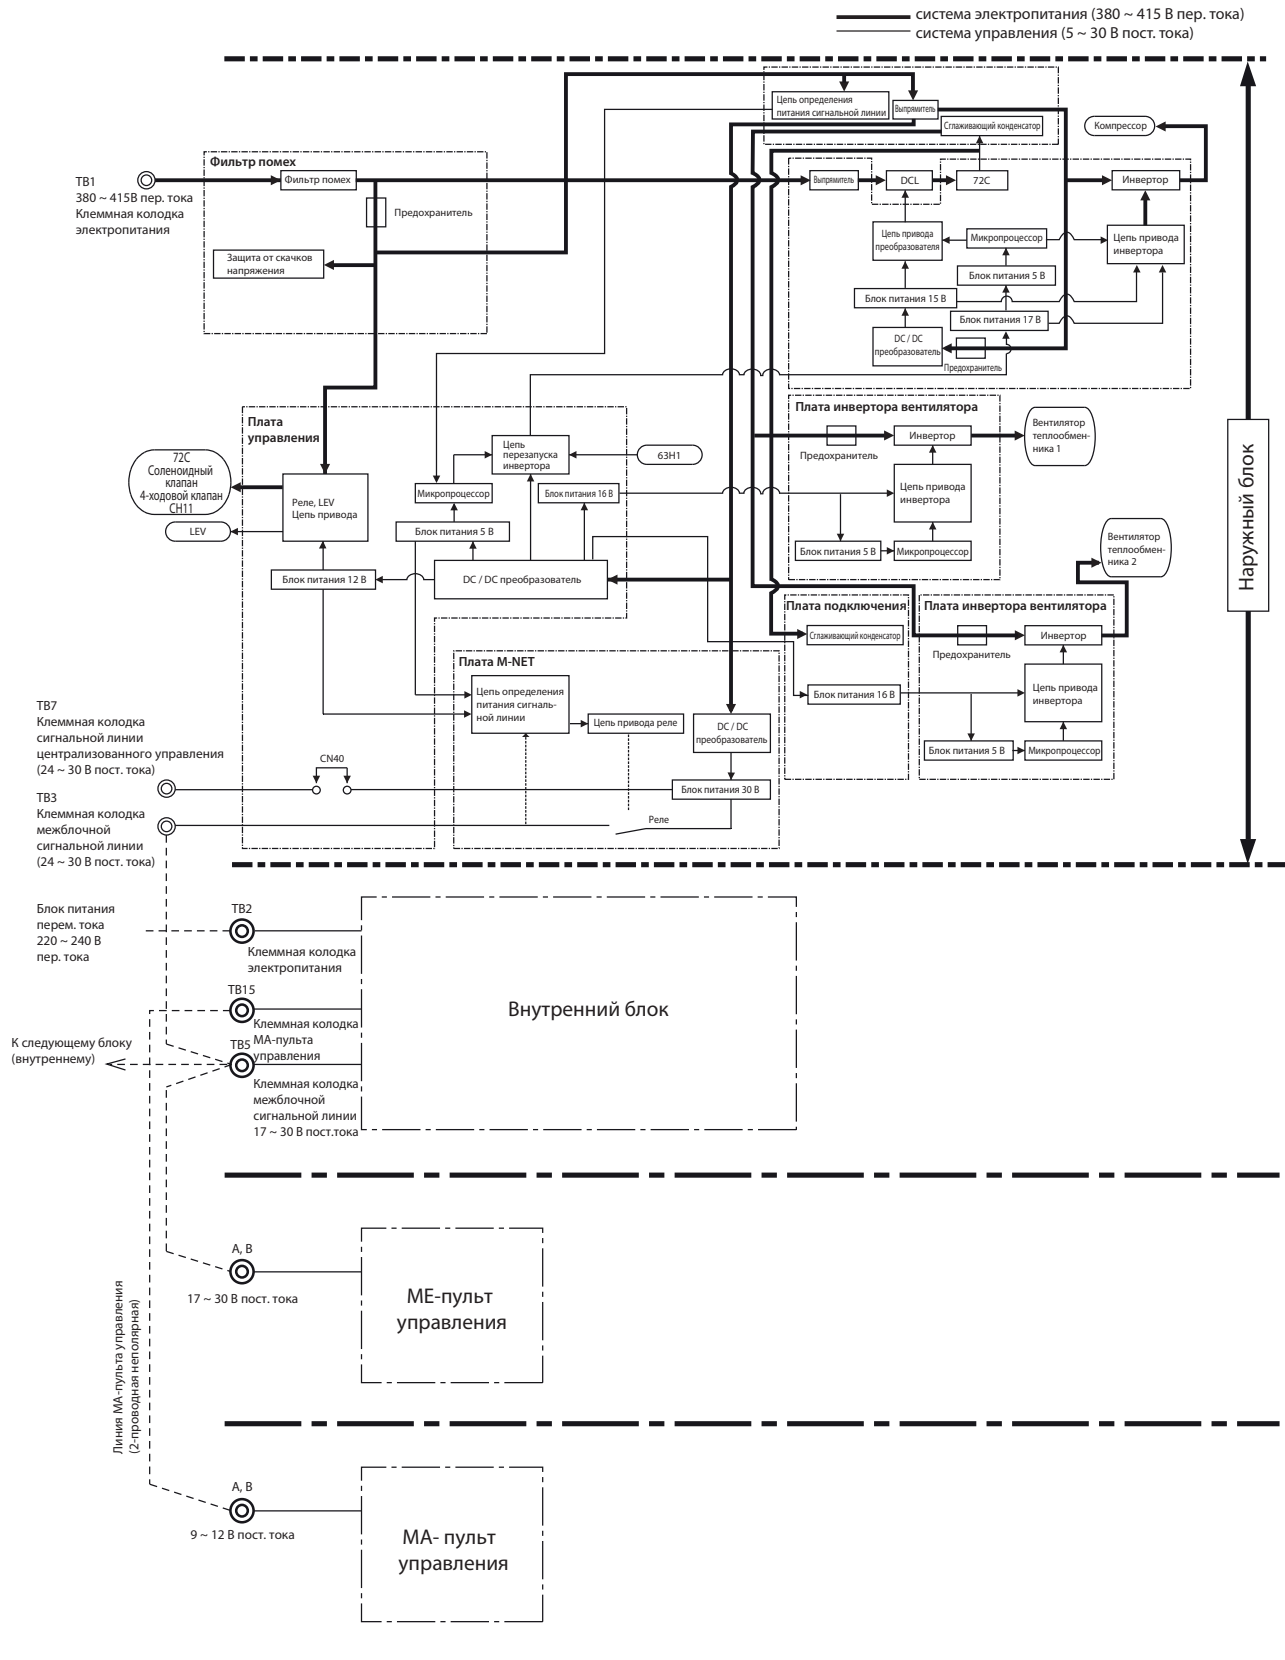 система электропитания (380 ~ 415 В пер. тока)
система управления (5 ~ 30 В пост. тока)
Цепь определения
питания сигнальной линии
Выпрямитель
Сглаживающий конденсатор
Компрессор
Фильтр помех
TB1
380 ~ 415В пер. тока
Клеммная колодка
электропитания
Фильтр помех
Предохранитель
Защита от скачков
напряжения
Выпрямитель
DCL
72C
Инвертор
Цепь привода
преобразователя
Микропроцессор
Цепь привода
инвертора
Блок питания 5 В
Блок питания 15 В
Блок питания 17 В
DC / DC
преобразователь
Предохранитель
Плата
управления
72C
Соленоидный
клапан
4-ходовой клапан
CH11
LEV
Реле, LEV
Цепь привода
Цепь
перезапуска
инвертора
63H1
Микропроцессор
Блок питания 16 В
Блок питания 5 В
Блок питания 12 В
DC / DC преобразователь
Плата инвертора вентилятора
Предохранитель
Инвертор
Вентилятор
теплообмен-
ника 1
Цепь привода
инвертора
Блок питания 5 В
Микропроцессор
Вентилятор
теплообмен-
ника 2
Наружный блок
Плата подключения
Сглаживающий конденсатор
Блок питания 16 В
Плата инвертора вентилятора
Предохранитель
Инвертор
Цепь привода
инвертора
Блок питания 5 В
Микропроцессор
Плата M-NET
Цепь определения
питания сигналь-
ной линии
Цепь привода реле
DC / DC
преобразователь
Блок питания 30 В
Реле
TB7
Клеммная колодка
сигнальной линии
централизованного управления
(24 ~ 30 В пост. тока)
CN40
TB3
Клеммная колодка
межблочной
сигнальной линии
(24 ~ 30 В пост. тока)
Блок питания
перем. тока
220 ~ 240 В
пер. тока
TB2
Клеммная колодка
электропитания
TB15
Клеммная колодка
МА-пульта
управления
К следующему блоку
(внутреннему)
TB5
Клеммная колодка
межблочной
сигнальной линии
17 ~ 30 В пост.тока
Внутренний блок
A, B
17 ~ 30 В пост. тока
МЕ-пульт
управления
Линия МА-пульта управления
(2-проводная неполярная)
A, B
9 ~ 12 В пост. тока
МА- пульт
управления